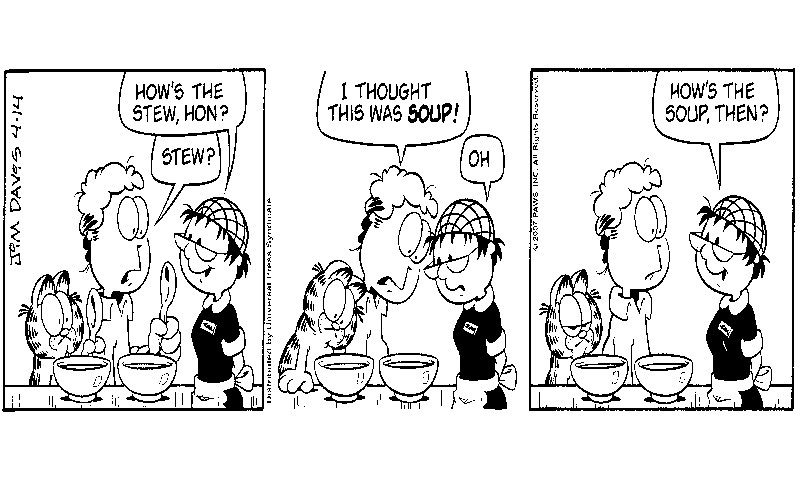 JIM DAVIS 4-14
HOW'S THE
STEW, HON?
STEW?
Distributed by Universal Press Syndicate
I THOUGHT
THIS WAS SOUP!
OH
© 2007 PAWS, INC. All Rights Reserved.
HOW'S THE
SOUP, THEN?